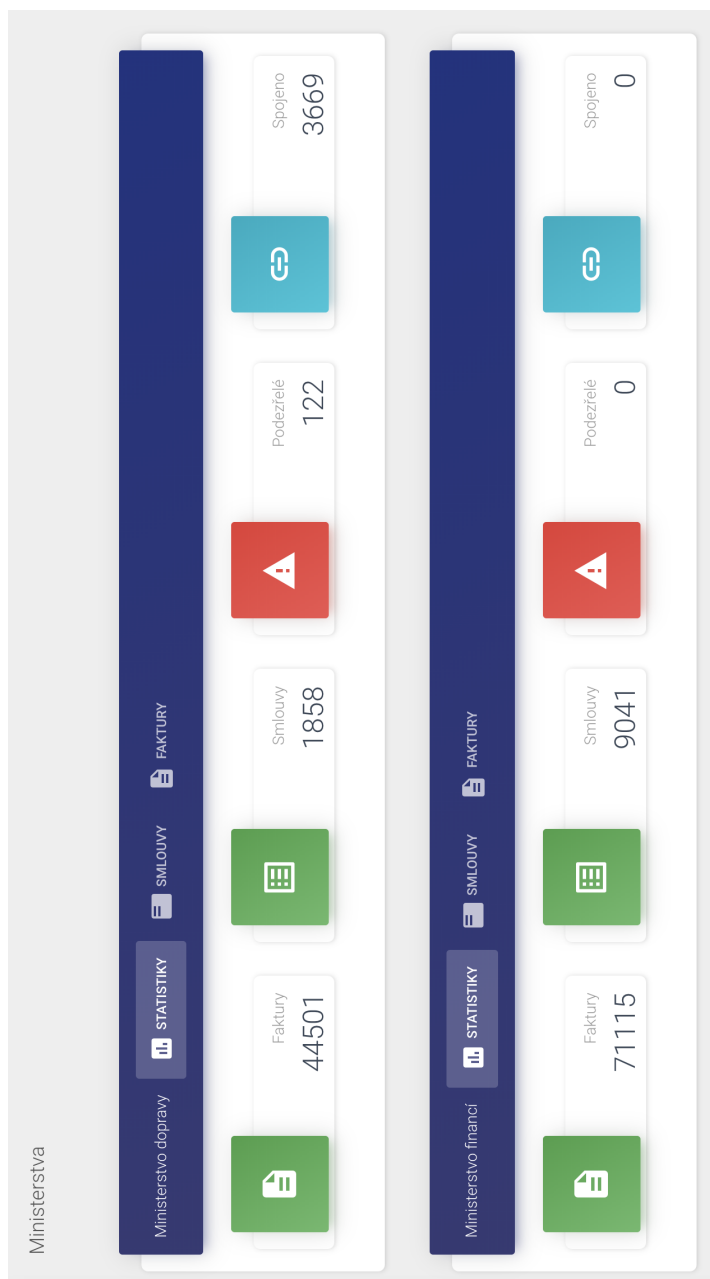 Ministerstva
Ministerstvo dopravy STATISTIKY SMLOUVY FAKTURY
Faktury Smlouvy Podezřelé Spojeno
44501 1858 122 3669
Ministerstvo financí STATISTIKY SMLOUVY FAKTURY
Faktury Smlouvy Podezřelé Spojeno
71115 9041 0 0